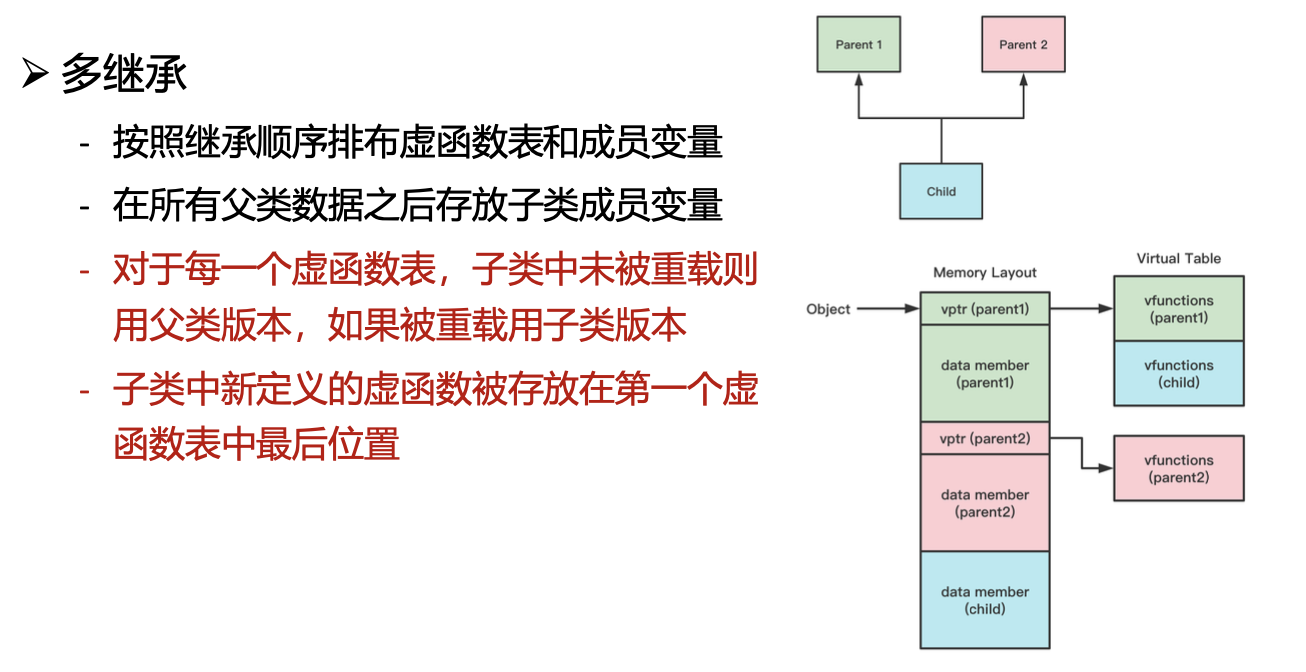 ➢ 多继承
- 按照继承顺序排布虚函数表和成员变量
- 在所有父类数据之后存放子类成员变量
- 对于每一个虚函数表，子类中未被重载则
用父类版本，如果被重载用子类版本
- 子类中新定义的虚函数被存放在第一个虚
函数表中最后位置
Parent 1
Parent 2
Child
Memory Layout
Virtual Table
Object
vptr (parent1)
data member
(parent1)
vptr (parent2)
data member
(parent2)
data member
(child)
vfunctions
(parent1)
vfunctions
(child)
vfunctions
(parent2)